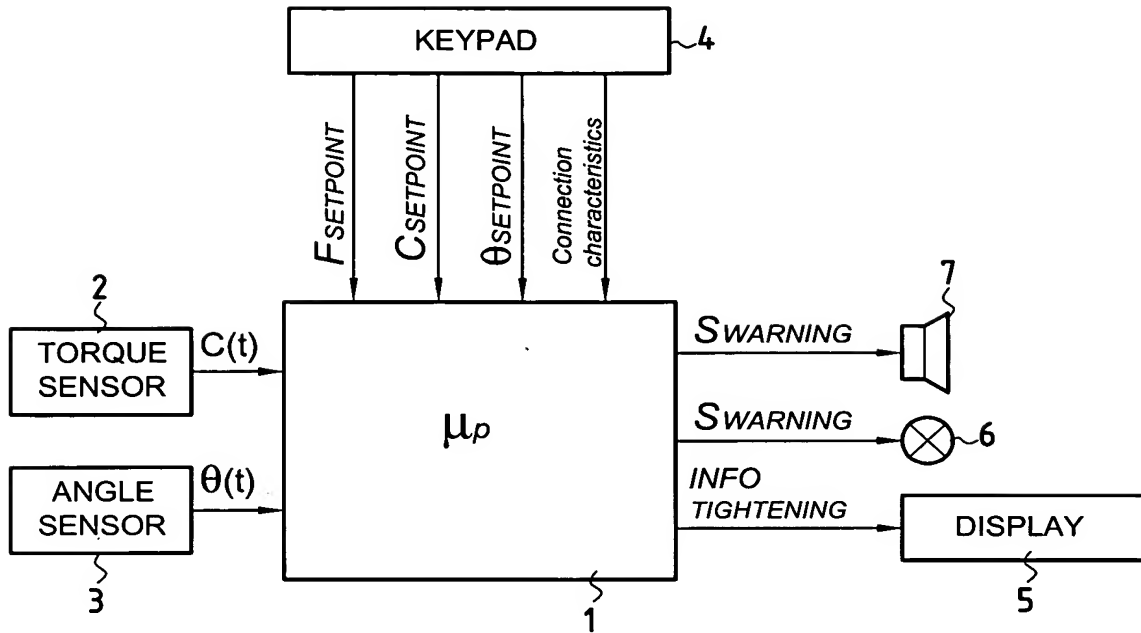 KEYPAD
4
FSETPOINT
CSETPOINT
θSETPOINT
Connection
characteristics
2
TORQUE
SENSOR
C(t)
ANGLE
SENSOR
θ(t)
3
μp
1
SWARNING
7
SWARNING
6
INFO
TIGHTENING
DISPLAY
5